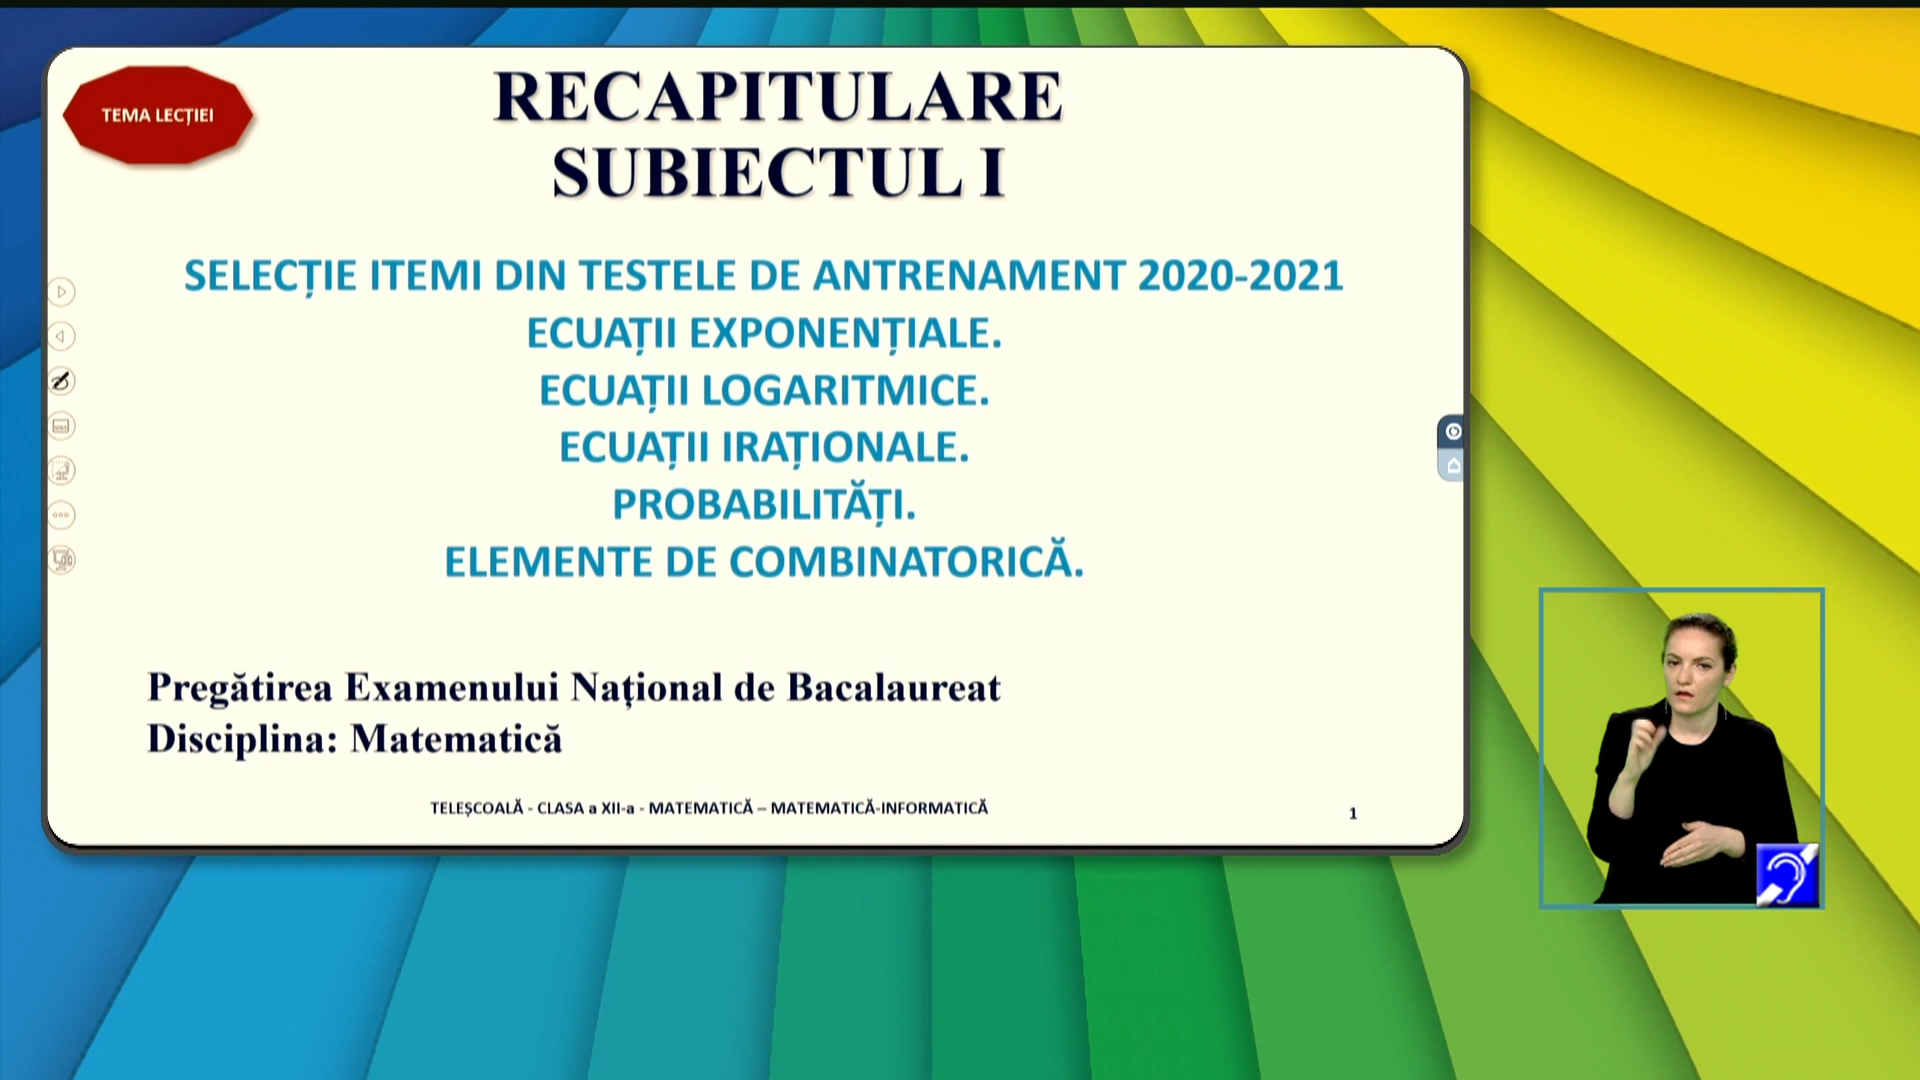 TEMA LECȚIEI
RECAPITULARE
SUBIECTUL I
SELECȚIE ITEMI DIN TESTELE DE ANTRENAMENT 2020-2021
ECUAȚII EXPONENȚIALE.
ECUAȚII LOGARITMICE.
ECUAȚII IRAȚIONALE.
PROBABILITĂȚI.
ELEMENTE DE COMBINATORICĂ.
Pregătirea Examenului Național de Bacalaureat
Disciplina: Matematică
TELEȘCOALĂ - CLASA a XII-a - MATEMATICĂ – MATEMATICĂ-INFORMATICĂ
1